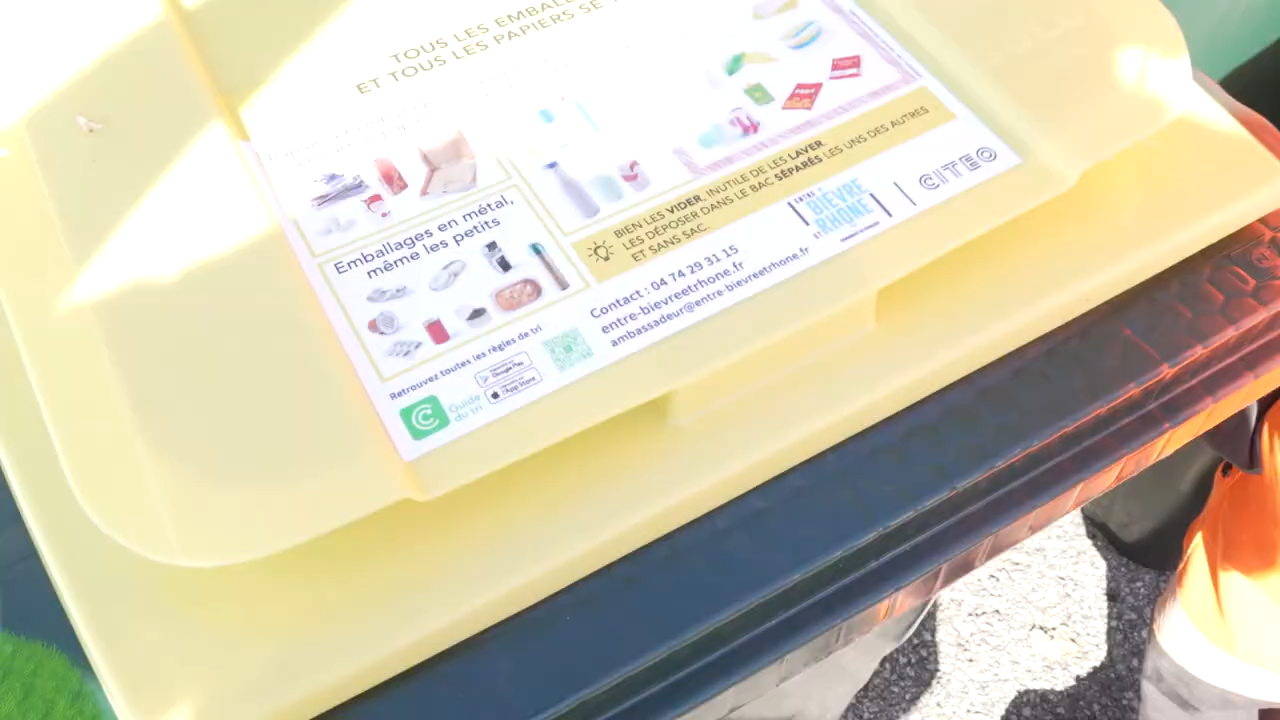 TOUS LES EMBALL
ET TOUS LES PAPIERS SE
Emballages en métal,
même les petits
BIEN LES VIDER, INUTILE DE LES LAVER
LES DÉPOSER DANS LE BAC SÉPARÉS LES UNS DES AUTRES
ET SANS SAC.
ENTRE
BIÈVRE
ET RHÔNE
CITEO
Contact : 04 74 29 31 15
entre-bievreetrhone.fr
ambassadeur@entre-bievreetrhone.fr
Retrouvez toutes les règles de tri
Google Play
l'App Store
Guide
du tri